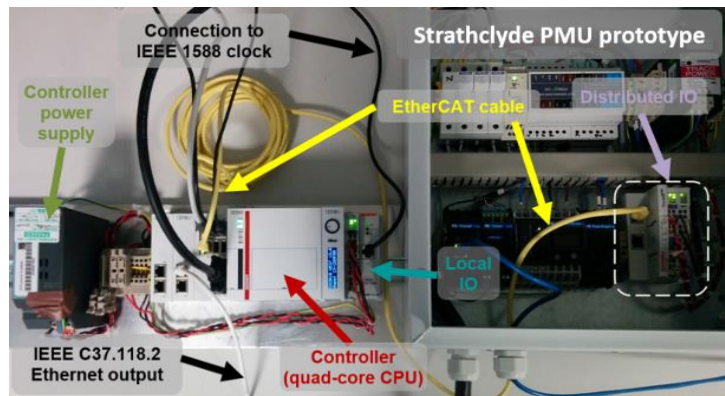 Connection to
IEEE 1588 clock
Strathclyde PMU prototype
Controller
power
supply
EtherCAT cable
Distributed IO
Local
IO
IEEE C37.118.2
Ethernet output
Controller
(quad-core CPU)